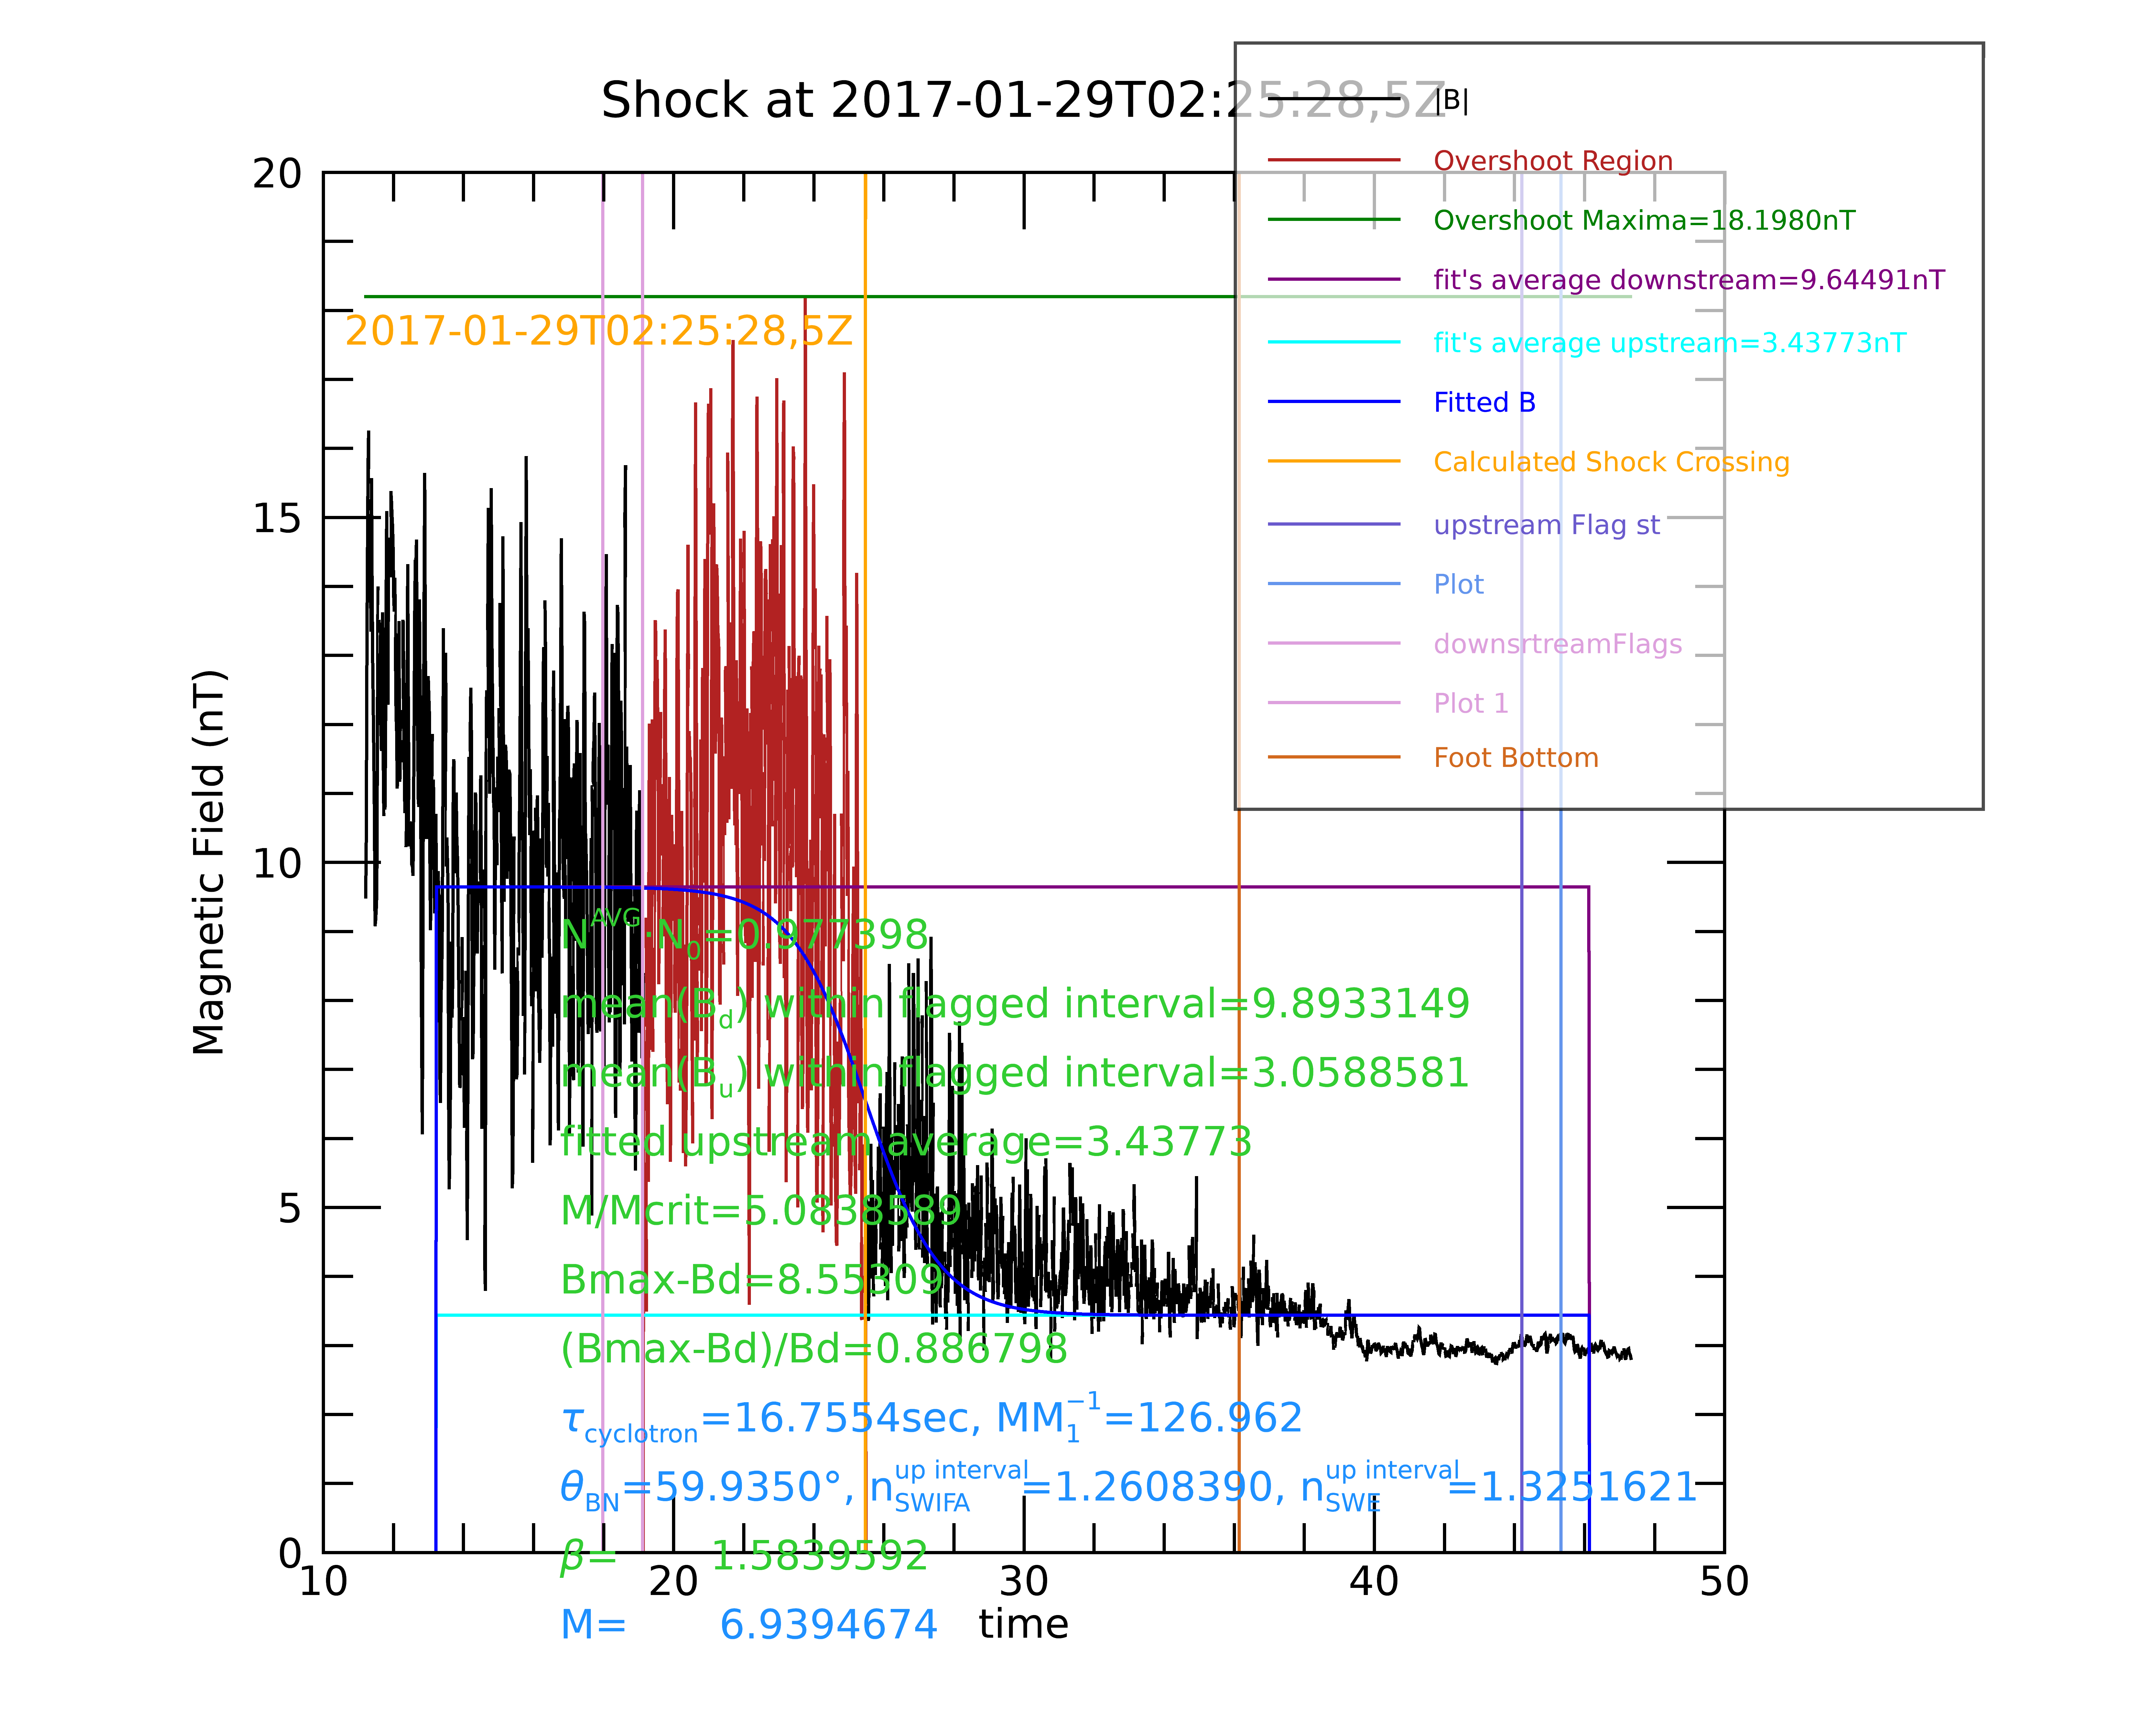 Shock at 2017-01-29T02:25:28,5Z
|B|
Overshoot Region
Overshoot Maxima=18.1980nT
fit's average downstream=9.64491nT
fit's average upstream=3.43773nT
Fitted B
Calculated Shock Crossing
upstream Flag st
Plot
downsrtreamFlags
Plot 1
Foot Bottom
20
15
10
5
0
Magnetic Field (nT)
2017-01-29T02:25:28,5Z
N^AVG·N_0=0.977398
mean(B_d) within flagged interval=9.8933149
mean(B_u) within flagged interval=3.0588581
fitted upstream average=3.43773
M/Mcrit=5.0838589
Bmax-Bd=8.55309
(Bmax-Bd)/Bd=0.886798
τ_cyclotron=16.7554sec, MM_1^−1=126.962
θ_BN=59.9350°, n_SWIFA^up interval=1.2608390, n_SWE^up interval=1.3251621
β= 1.5839592
M= 6.9394674
10 20 30 40 50
time